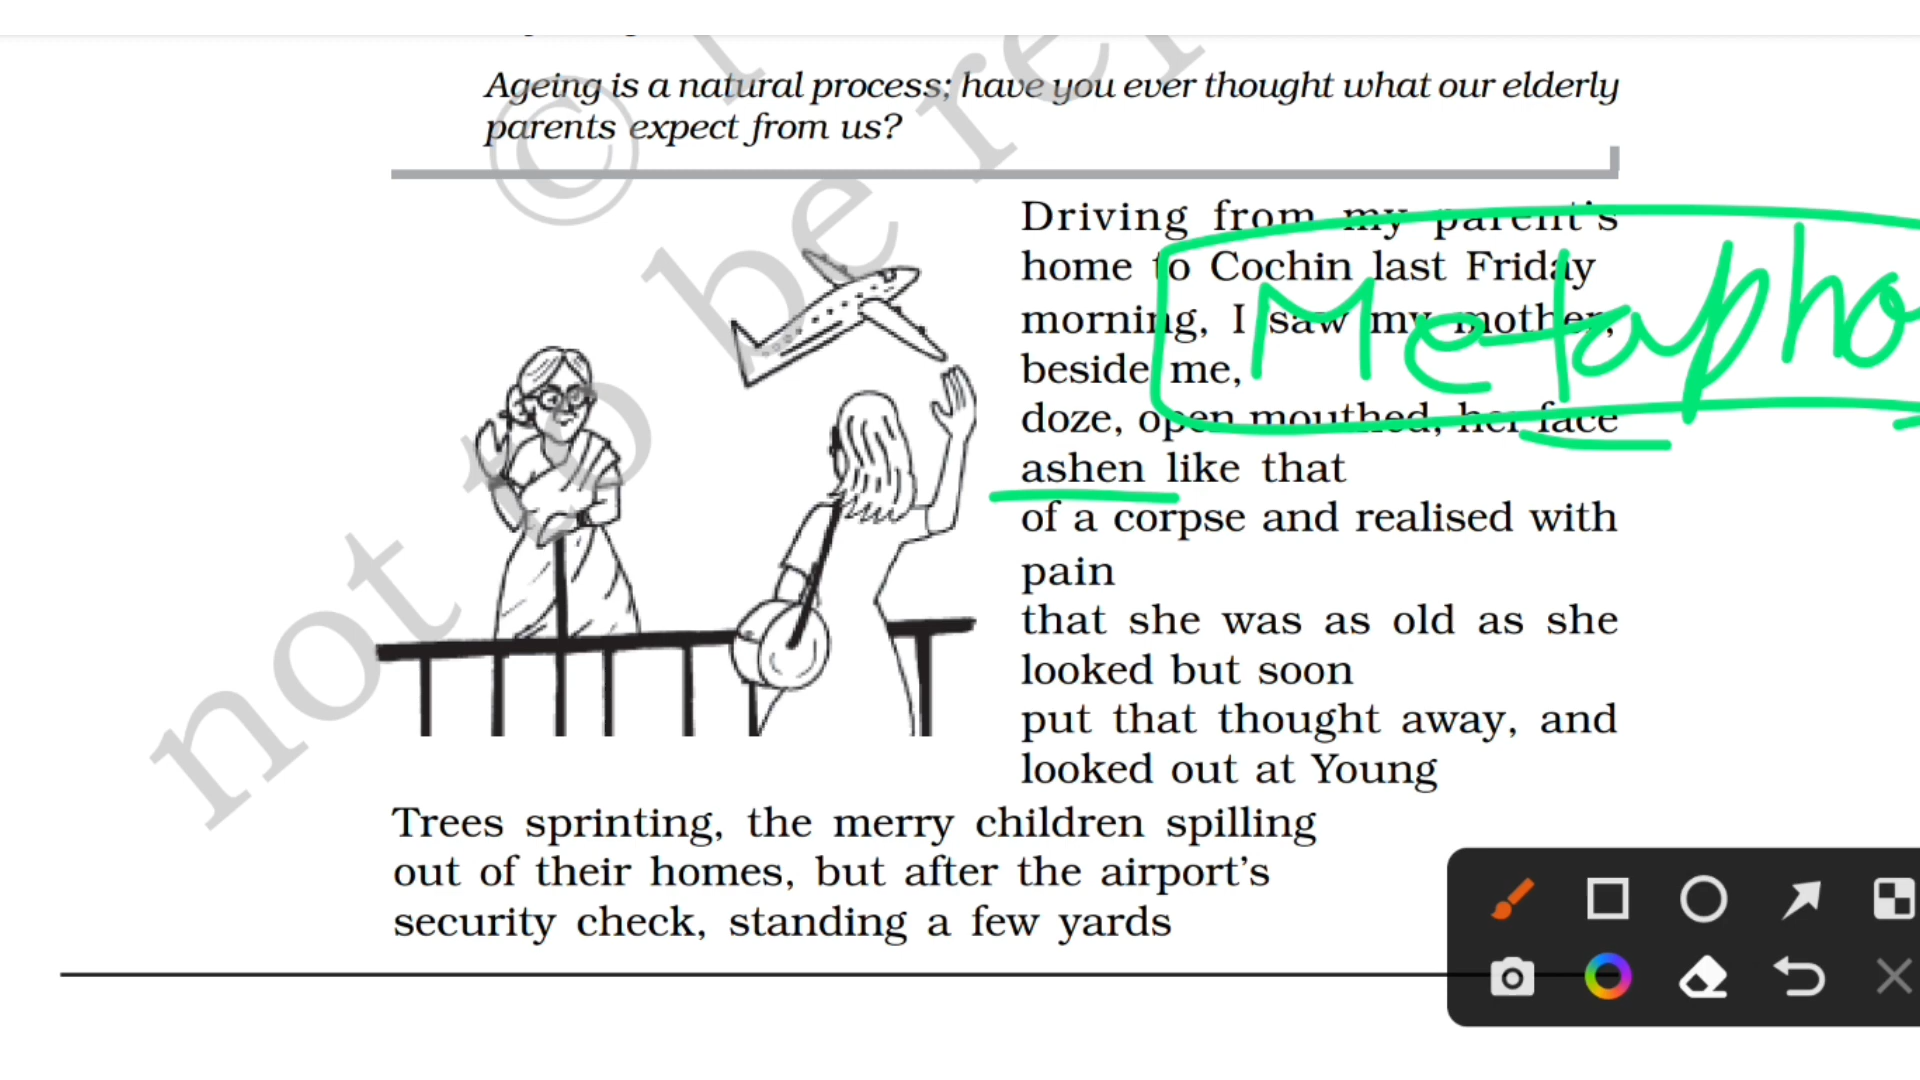 Ageing is a natural process; have you ever thought what our elderly
parents expect from us?
Driving from my parent's
home to Cochin last Friday
morning, I saw my mother,
beside me,
doze, open mouthed, her face
ashen like that
of a corpse and realised with
pain
that she was as old as she
looked but soon
put that thought away, and
looked out at Young
Trees sprinting, the merry children spilling
out of their homes, but after the airport's
security check, standing a few yards
Metapho
© 
not to be re